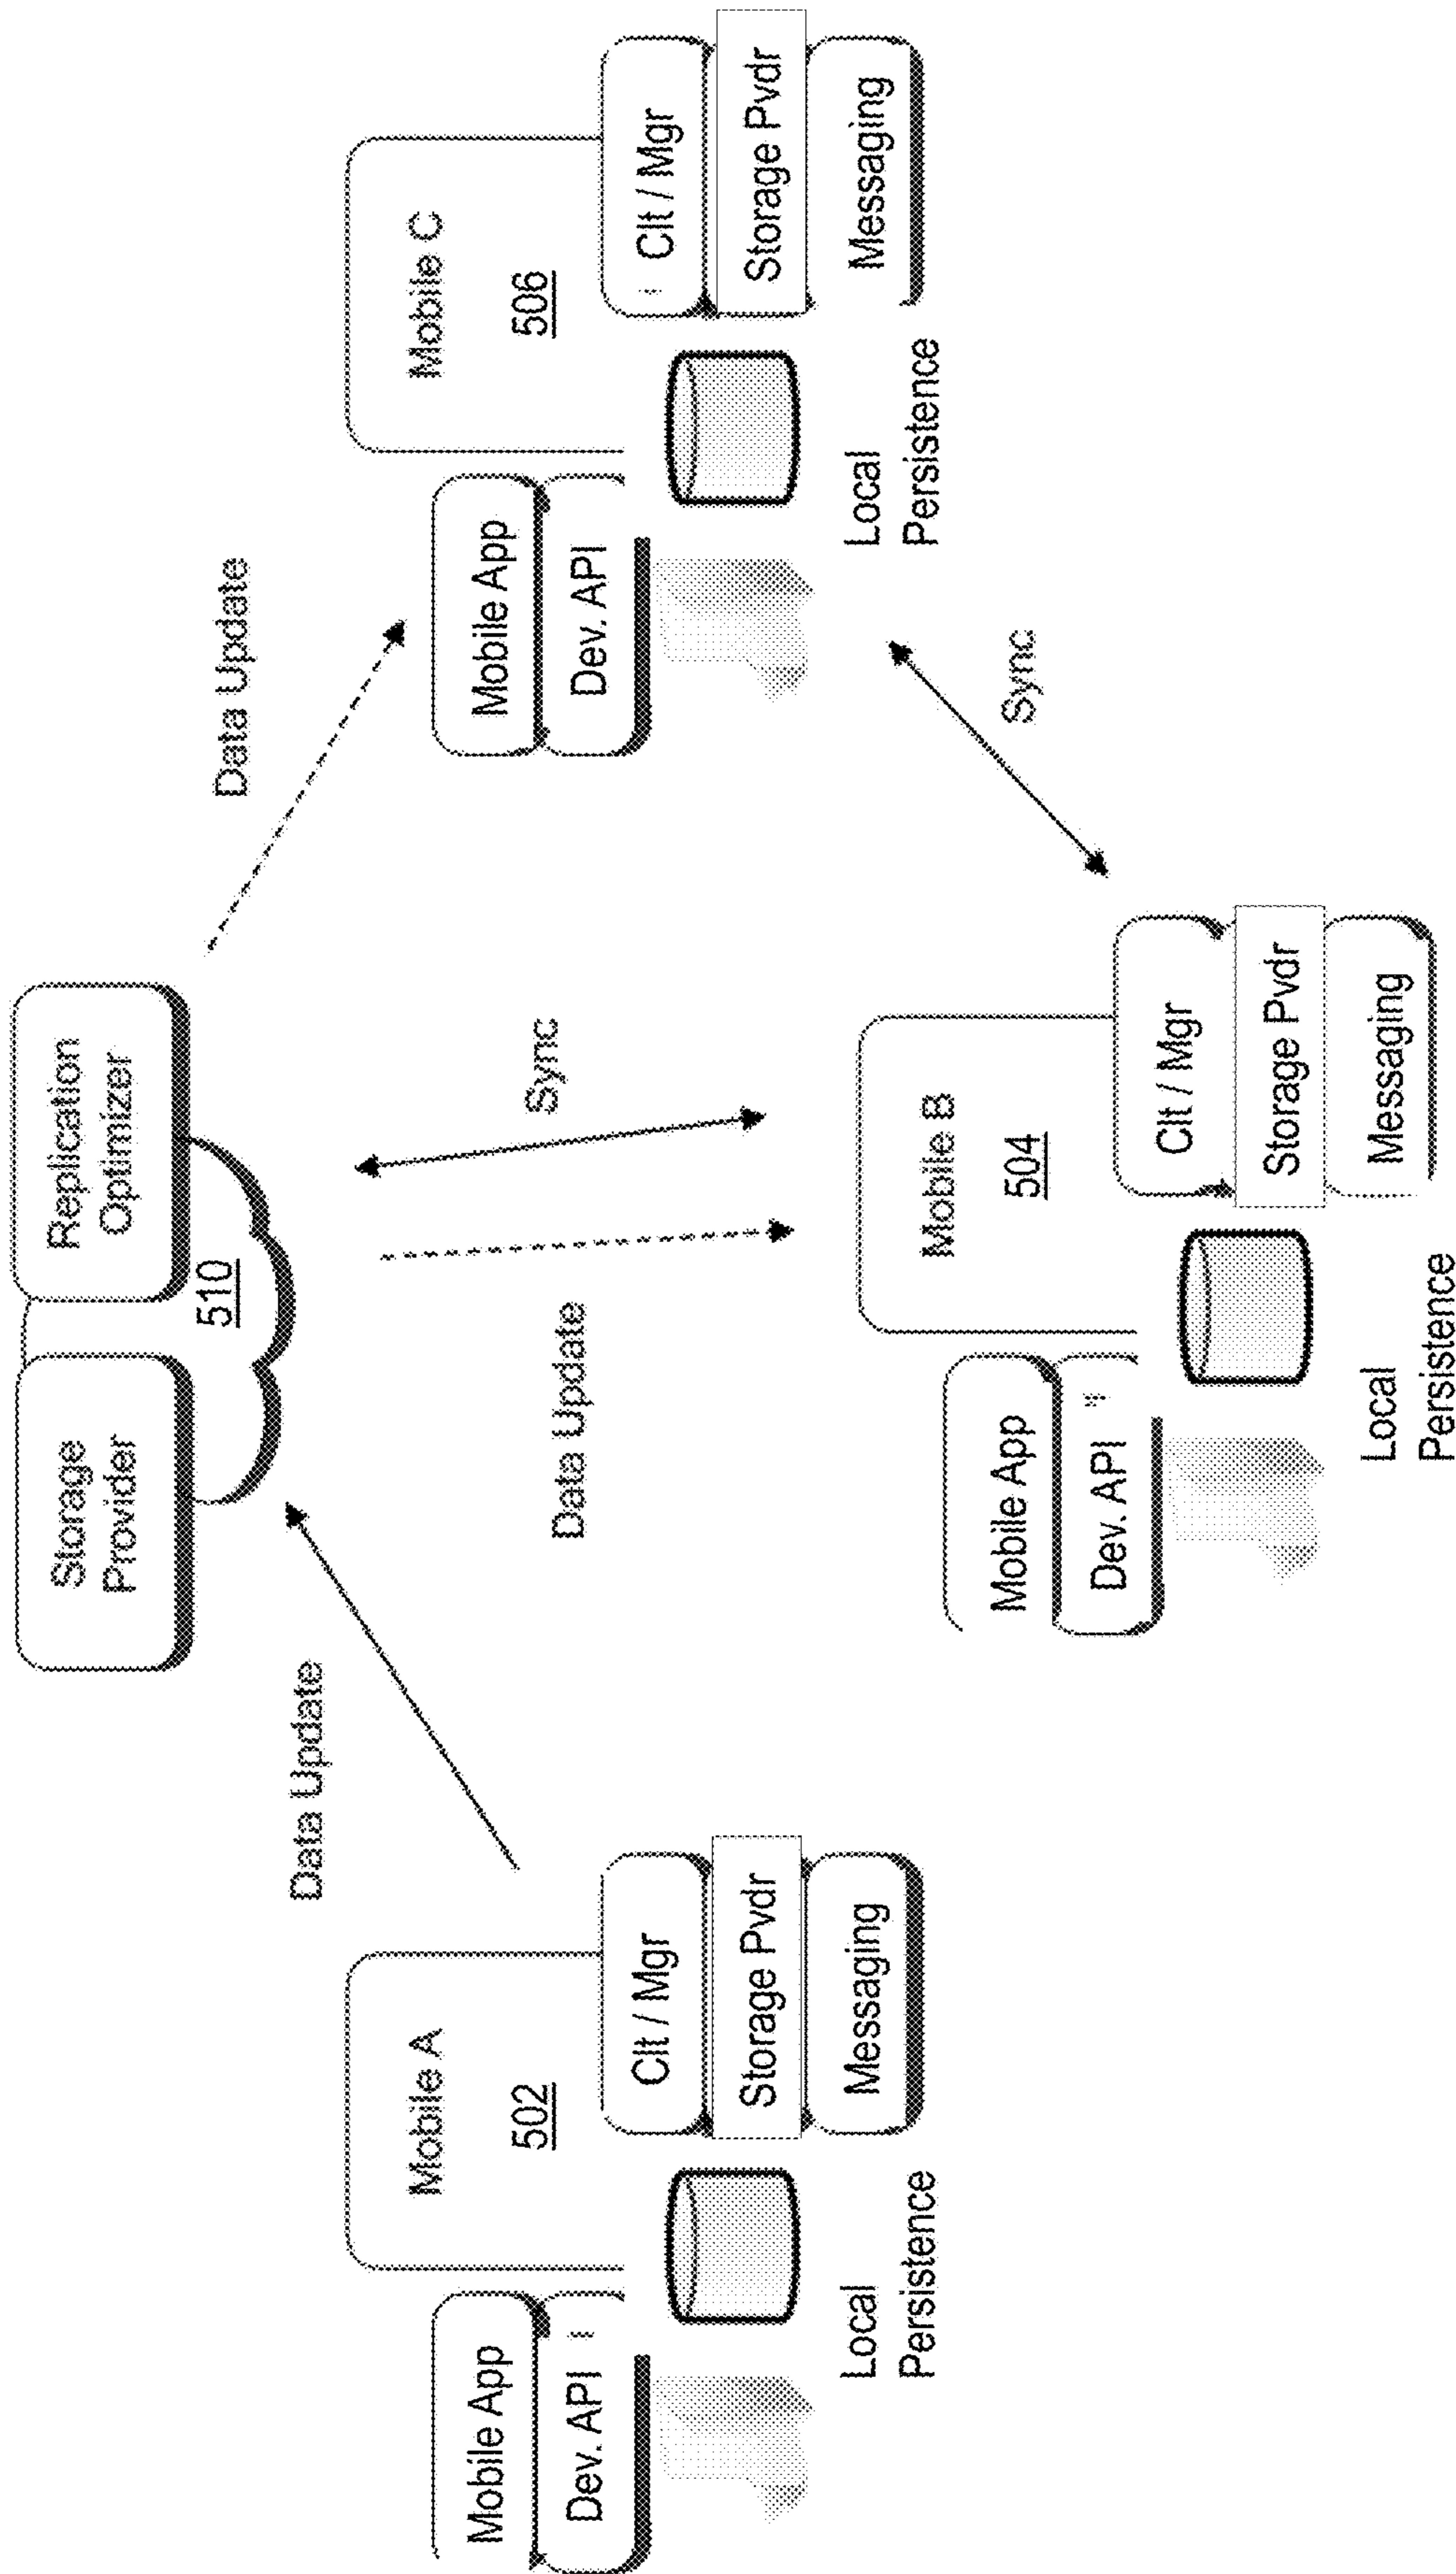 Storage
Provider
Replication
Optimizer
510
Data Update
Data Update
Sync
Data Update
Mobile A
502
Mobile App
Dev. API
Clt / Mgr
Storage Pvdr
Messaging
Local
Persistence
Mobile B
504
Mobile App
Dev. API
Clt / Mgr
Storage Pvdr
Messaging
Local
Persistence
Sync
Mobile C
506
Mobile App
Dev. API
Clt / Mgr
Storage Pvdr
Messaging
Local
Persistence